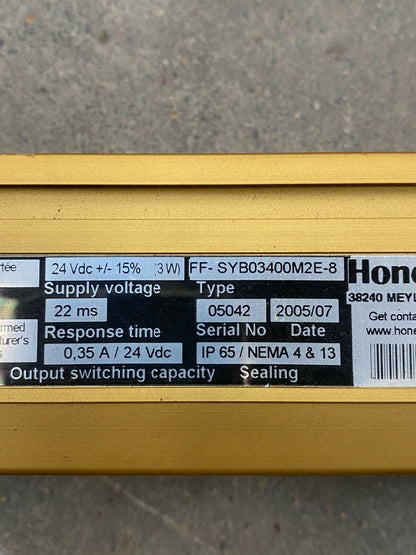 tée
24 Vdc +/- 15% (3 W)
FF- SYB03400M2E-8
Supply voltage
Type
22 ms
05042
2005/07
Response time
Serial No
Date
0,35 A / 24 Vdc
IP 65 / NEMA 4 & 13
Output switching capacity
Sealing
ormed
turer's
s
Hone
38240 MEYL
Get conta
www.hone